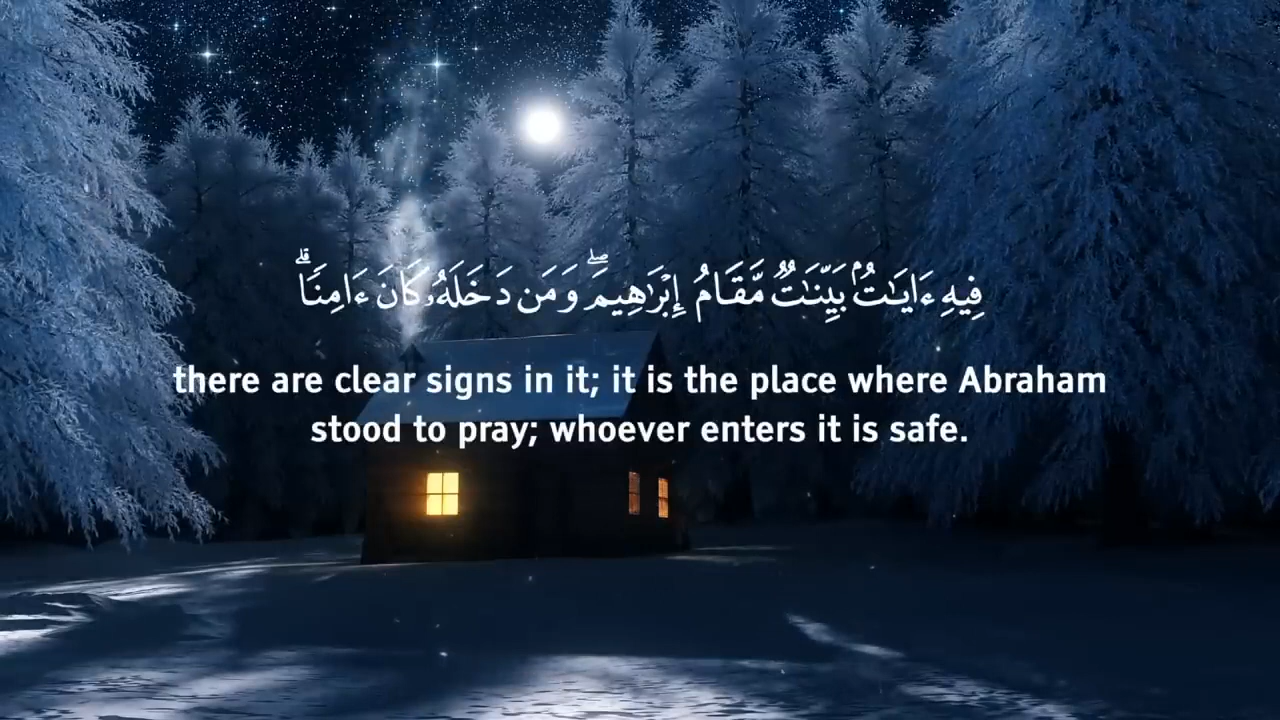 فِيهِ ءَايَـٰتٌۢ بَيِّنَـٰتٌ مَّقَامُ إِبْرَٰهِيمَ ۖ وَمَن دَخَلَهُۥ كَانَ ءَامِنًا ۗ
there are clear signs in it; it is the place where Abraham
stood to pray; whoever enters it is safe.